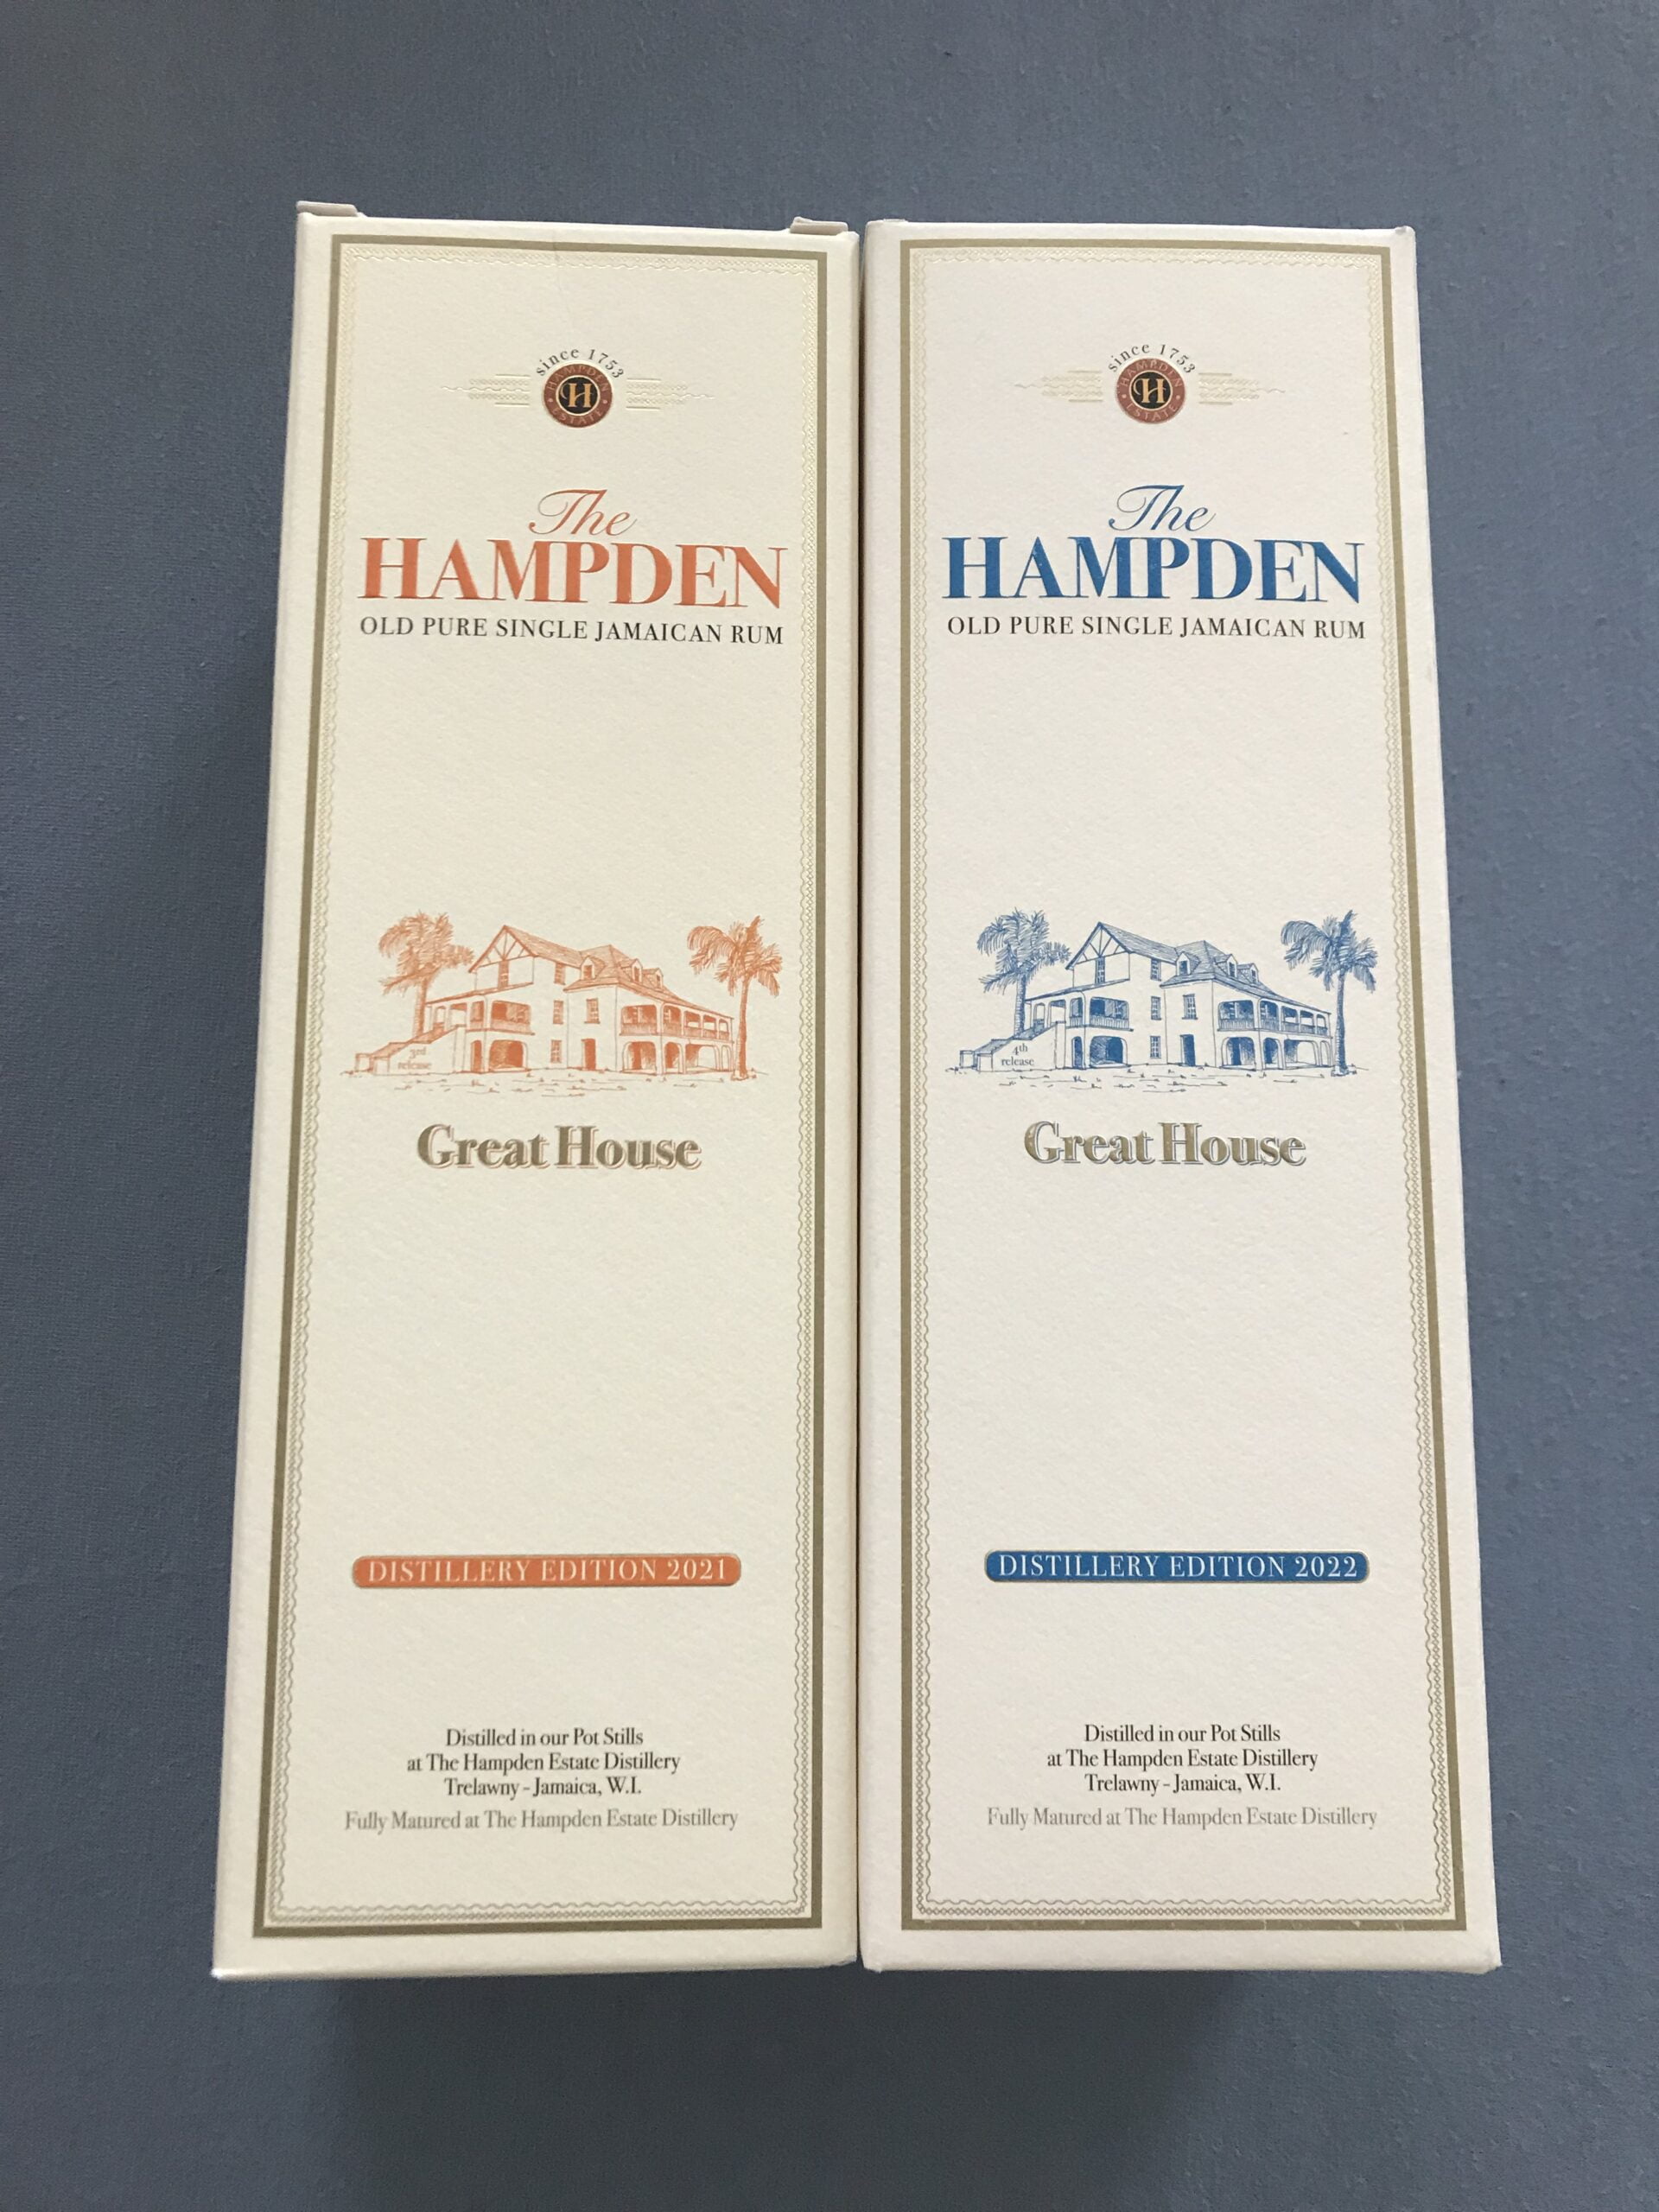 since 1753
HAMPDEN
H
ESTATE
The
HAMPDEN
OLD PURE SINGLE JAMAICAN RUM
3rd
release
Great House
DISTILLERY EDITION 2021
Distilled in our Pot Stills
at The Hampden Estate Distillery
Trelawny - Jamaica, W.I.
Fully Matured at The Hampden Estate Distillery
since 1753
HAMPDEN
H
ESTATE
The
HAMPDEN
OLD PURE SINGLE JAMAICAN RUM
4th
release
Great House
DISTILLERY EDITION 2022
Distilled in our Pot Stills
at The Hampden Estate Distillery
Trelawny - Jamaica, W.I.
Fully Matured at The Hampden Estate Distillery